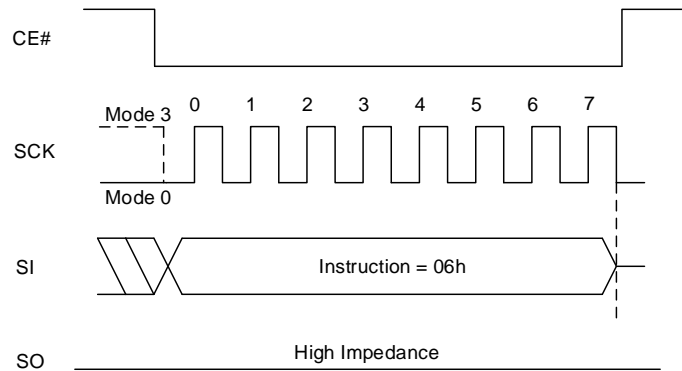 CE#
Mode 3
0 1 2 3 4 5 6 7
SCK
Mode 0
SI
Instruction = 06h
SO
High Impedance